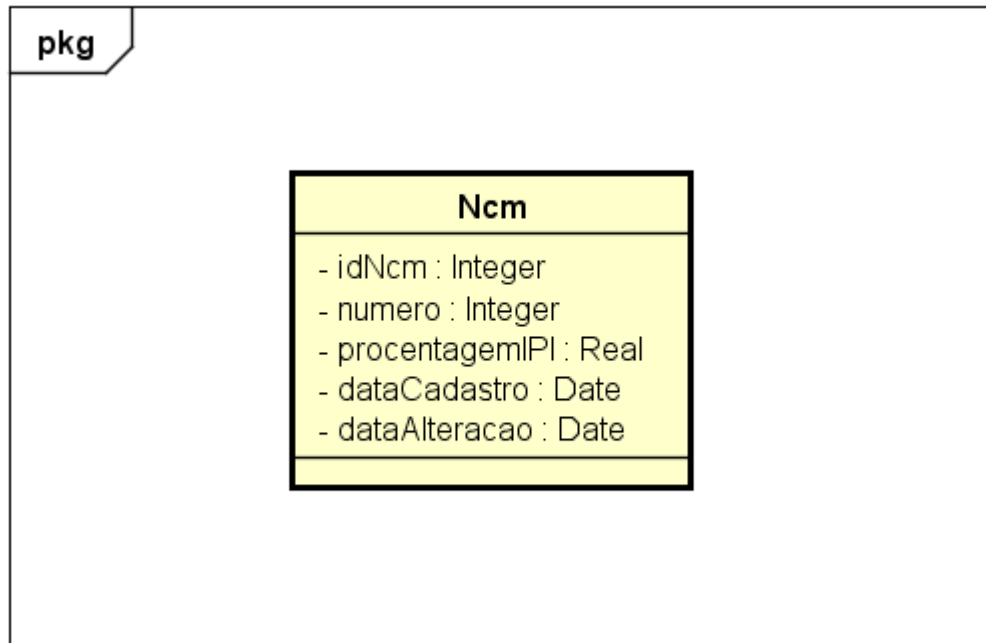 pkg
Ncm
- idNcm : Integer
- numero : Integer
- procentagemIPI : Real
- dataCadastro : Date
- dataAlteracao : Date